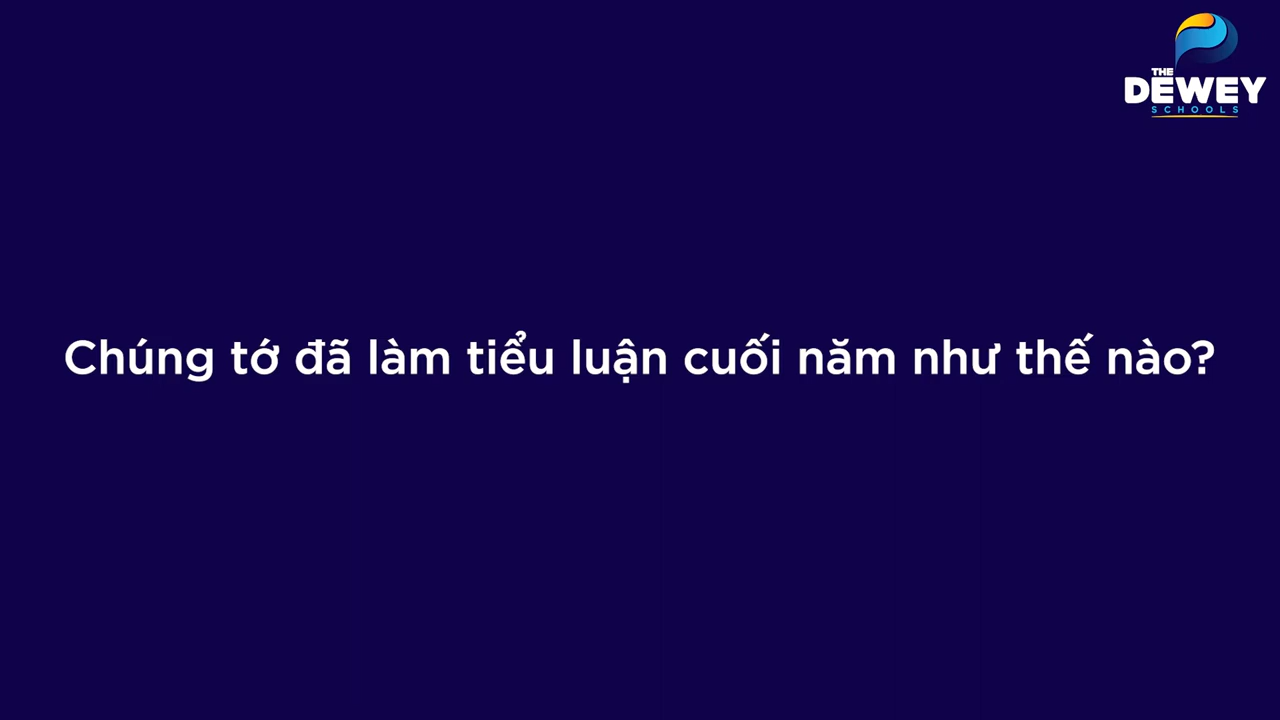 THE
DEWEY
SCHOOLS
Chúng tớ đã làm tiểu luận cuối năm như thế nào?